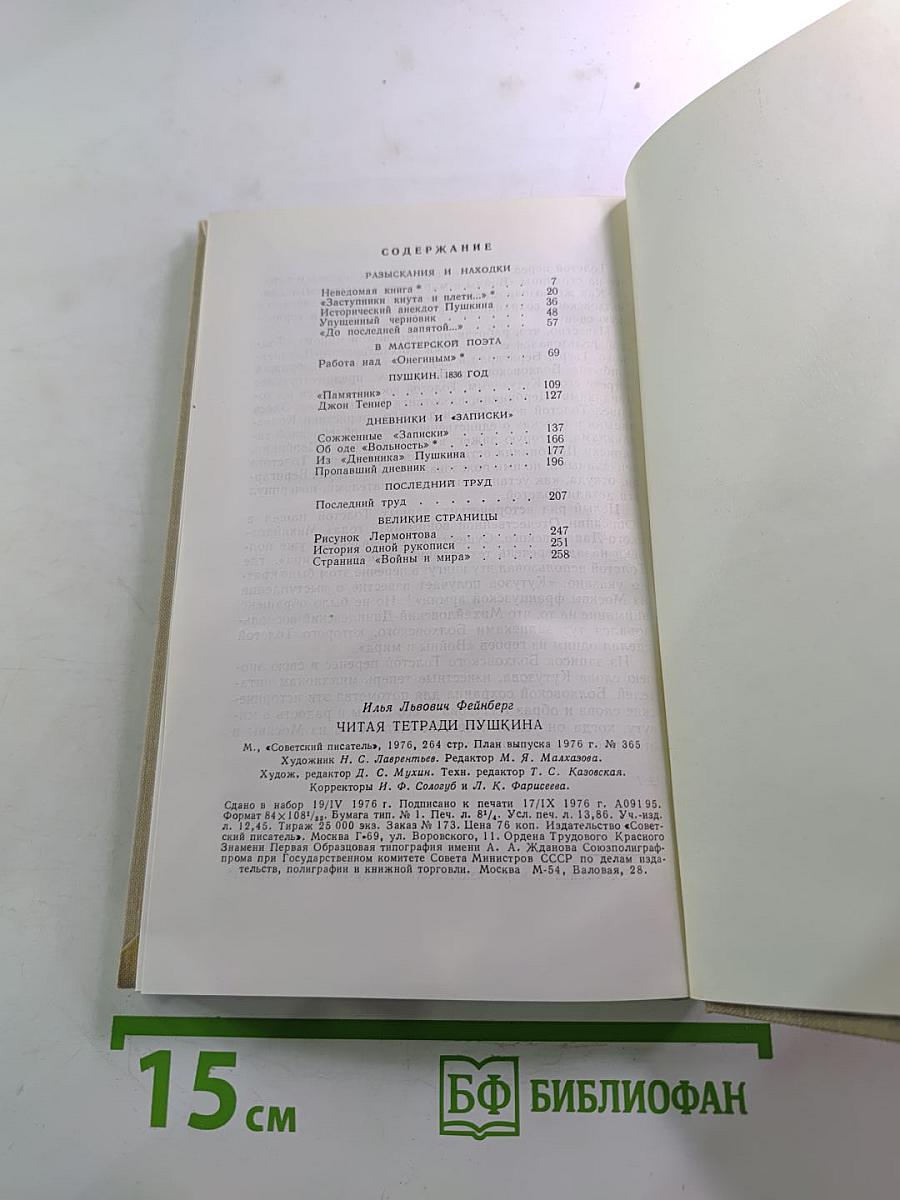 СОДЕРЖАНИЕ
РАЗЫСКАНИЯ И НАХОДКИ
Неведомая книга * . . . . . . . 7
«Заступники кнута и плети...» * . . 20
Исторический анекдот Пушкина . . 36
Упущенный черновик . . . . . . 48
«До последней запятой...» . . . . 57
В МАСТЕРСКОЙ ПОЭТА
Работа над «Онегиным» * . . . . 69
ПУШКИН. 1836 ГОД
«Памятник» . . . . . . . . . . 109
Джон Теннер . . . . . . . . . 127
ДНЕВНИКИ И «ЗАПИСКИ»
Сожженные «Записки» . . . . . . 137
Об оде «Вольность» * . . . . . . 166
Из «Дневника» Пушкина . . . . . 177
Пропавший дневник . . . . . . . 196
ПОСЛЕДНИЙ ТРУД
Последний труд . . . . . . . . 207
ВЕЛИКИЕ СТРАНИЦЫ
Рисунок Лермонтова . . . . . . . 247
История одной рукописи . . . . . 251
Страница «Войны и мира» . . . . 258
Илья Львович Фейнберг
ЧИТАЯ ТЕТРАДИ ПУШКИНА
М., «Советский писатель», 1976, 264 стр. План выпуска 1976 г. № 365
Художник Н. С. Лаврентьев. Редактор М. Я. Малхазова.
Худож. редактор Д. С. Мухин. Техн. редактор Т. С. Казовская.
Корректоры И. Ф. Сологуб и Л. К. Фарисеева.
Сдано в набор 19/IV 1976 г. Подписано к печати 17/IX 1976 г. А09195.
Формат 84×108¹/₃₂. Бумага тип. № 1. Печ. л. 8¹/₄. Усл. печ. л. 13,86. Уч.-изд.
л. 12,45. Тираж 25 000 экз. Заказ № 173. Цена 76 коп. Издательство «Совет-
ский писатель». Москва Г-69, ул. Воровского, 11. Ордена Трудового Красного
Знамени Первая Образцовая типография имени А. А. Жданова Союзполиграф-
прома при Государственном комитете Совета Министров СССР по делам изда-
тельств, полиграфии и книжной торговли. Москва М-54, Валовая, 28.
15 см
БФ БИБЛИОФАН